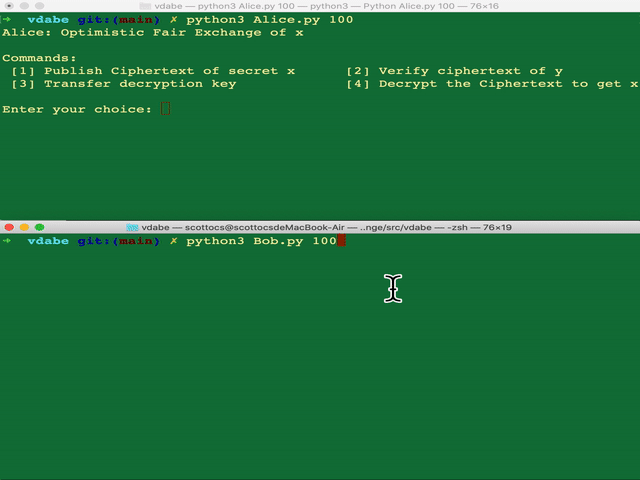 vdabe — python3 Alice.py 100 — python3 — Python Alice.py 100 — 76×16
➜ vdabe git:(main) ✗ python3 Alice.py 100
Alice: Optimistic Fair Exchange of x
Commands:
[1] Publish Ciphertext of secret x [2] Verify ciphertext of y
[3] Transfer decryption key [4] Decrypt the Ciphertext to get x
Enter your choice:
vdabe — scottocs@scottocsdeMacBook-Air — ..nge/src/vdabe — -zsh — 76×19
➜ vdabe git:(main) ✗ python3 Bob.py 100